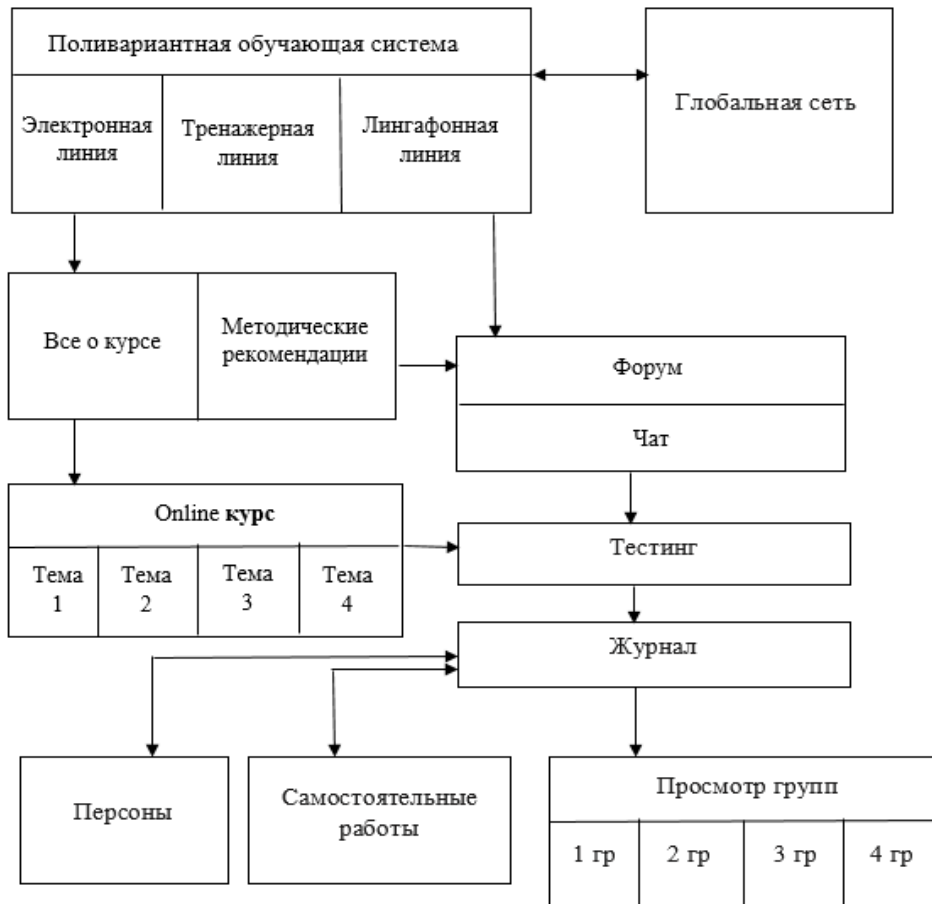 Поливариантная обучающая система
Глобальная сеть
Электронная
линия
Тренажерная
линия
Лингафонная
линия
Все о курсе
Методические
рекомендации
Форум
Чат
Online курс
Тема
1
Тема
2
Тема
3
Тема
4
Тестинг
Журнал
Персоны
Самостоятельные
работы
Просмотр групп
1 гр
2 гр
3 гр
4 гр